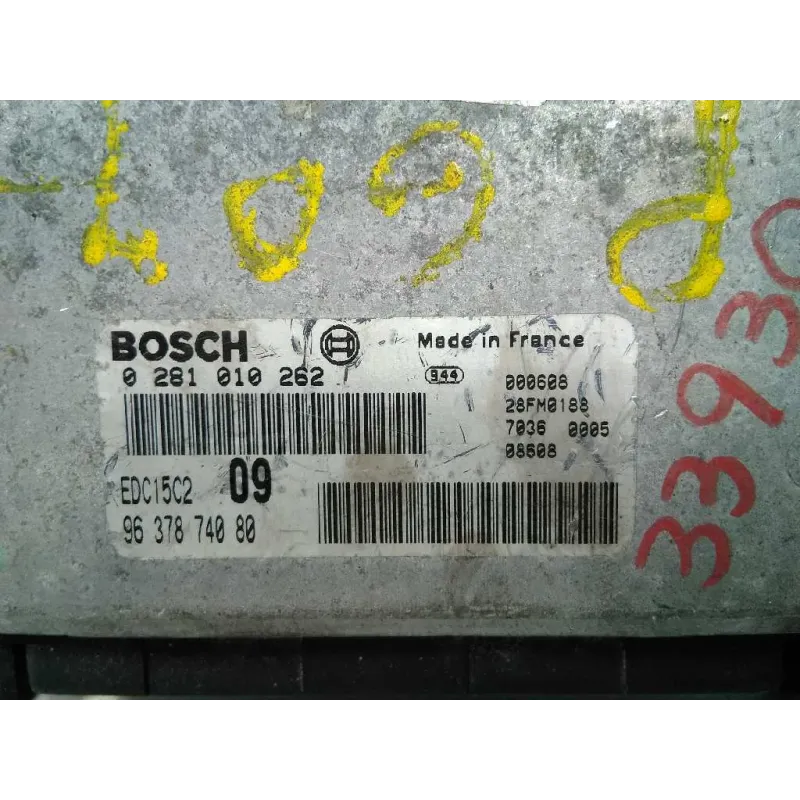 BOSCH
Made in France
0 281 010 262
944
000608
28FM0188
7036 0005
08608
EDC15C2 09
96 378 740 80
33930